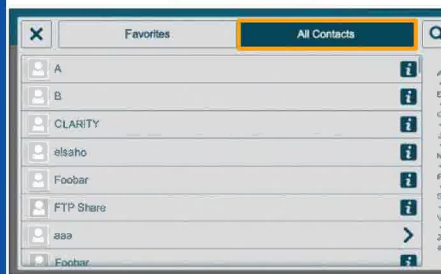 Favorites
All Contacts
A
B
CLARITY
elsaho
Foobar
FTP Share
aaa
Foobar